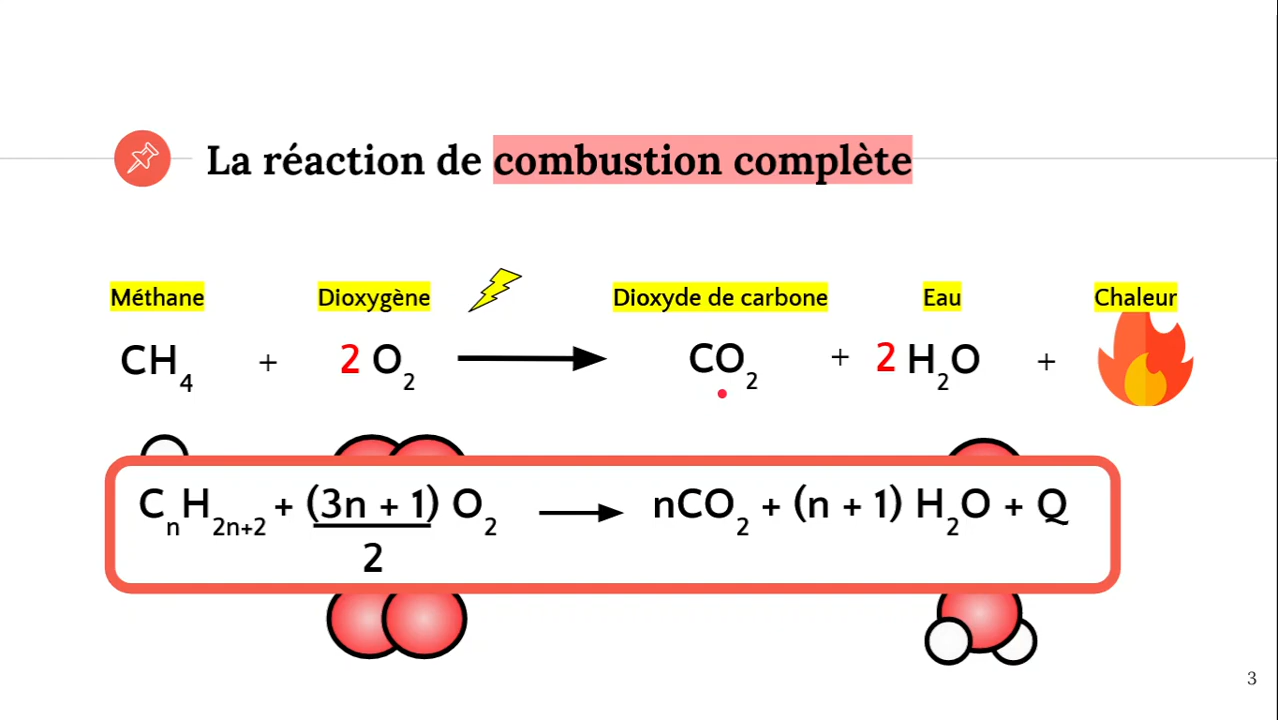 La réaction de combustion complète
Méthane Dioxygène Dioxyde de carbone Eau Chaleur
CH₄ + 2 O₂ → CO₂ + 2 H₂O +
CₙH₂ₙ₊₂ + (3n + 1) O₂ → nCO₂ + (n + 1) H₂O + Q
2
3